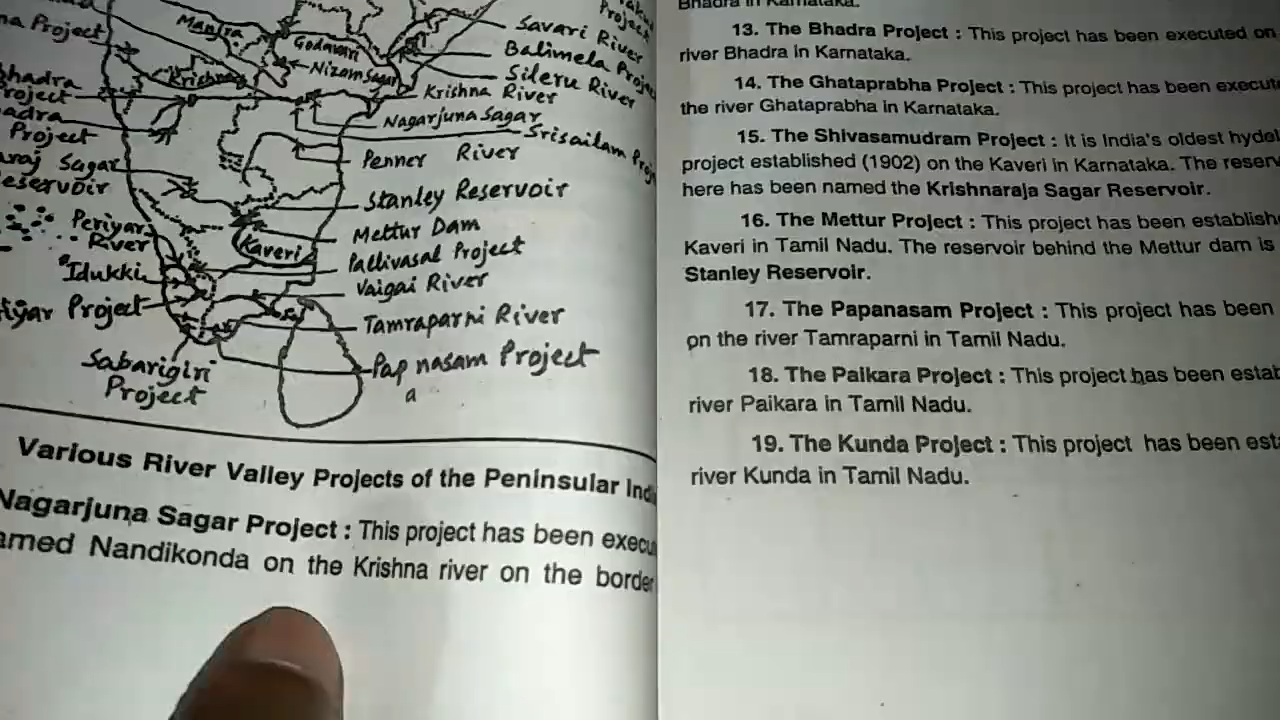 Project
Savari River
Manjra
Godavari
Balimela
Project
Nizam Sagar
Sileru River
Krishna
Krishna River
Project
Nagarjuna Sagar
Srisailam
Project
Penner River
Sagar
Stanley Reservoir
Periyar
River
Mettur Dam
Kaveri
Pallivasal Project
Idukki
Vaigai River
Project
Tamraparni River
Sabarigiri
Project
Pap nasam Project
a
Various River Valley Projects of the Peninsular
Nagarjuna Sagar Project : This project has been
Nandikonda on the Krishna river on the border
Bhadra in Karnataka.
13. The Bhadra Project : This project has been executed on
river Bhadra in Karnataka.
14. The Ghataprabha Project : This project has been
the river Ghataprabha in Karnataka.
15. The Shivasamudram Project : It is India's oldest hydel
project established (1902) on the Kaveri in Karnataka. The
here has been named the Krishnaraja Sagar Reservoir.
16. The Mettur Project : This project has been
Kaveri in Tamil Nadu. The reservoir behind the Mettur dam is
Stanley Reservoir.
17. The Papanasam Project : This project has been
on the river Tamraparni in Tamil Nadu.
18. The Paikara Project : This project has been
river Paikara in Tamil Nadu.
19. The Kunda Project : This project has been
river Kunda in Tamil Nadu.